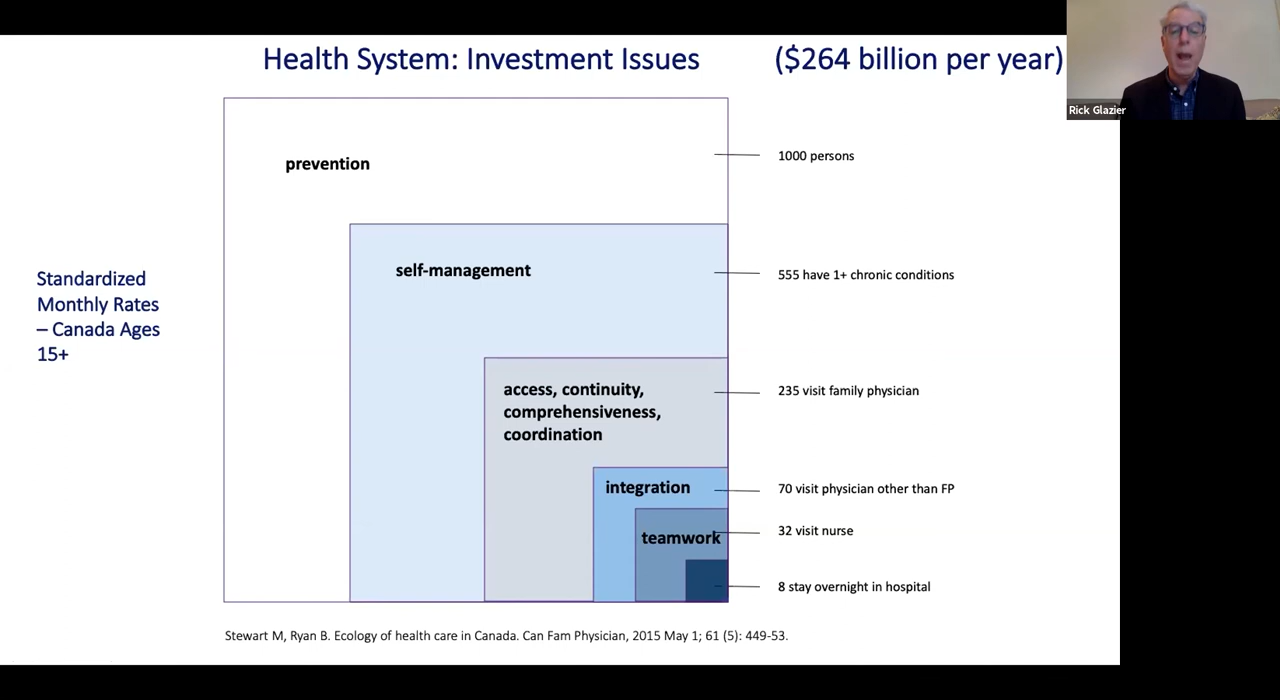 Health System: Investment Issues ($264 billion per year)
Rick Glazier
prevention
1000 persons
self-management
555 have 1+ chronic conditions
Standardized
Monthly Rates
– Canada Ages
15+
access, continuity,
comprehensiveness,
coordination
235 visit family physician
integration
70 visit physician other than FP
teamwork
32 visit nurse
8 stay overnight in hospital
Stewart M, Ryan B. Ecology of health care in Canada. Can Fam Physician, 2015 May 1; 61 (5): 449-53.